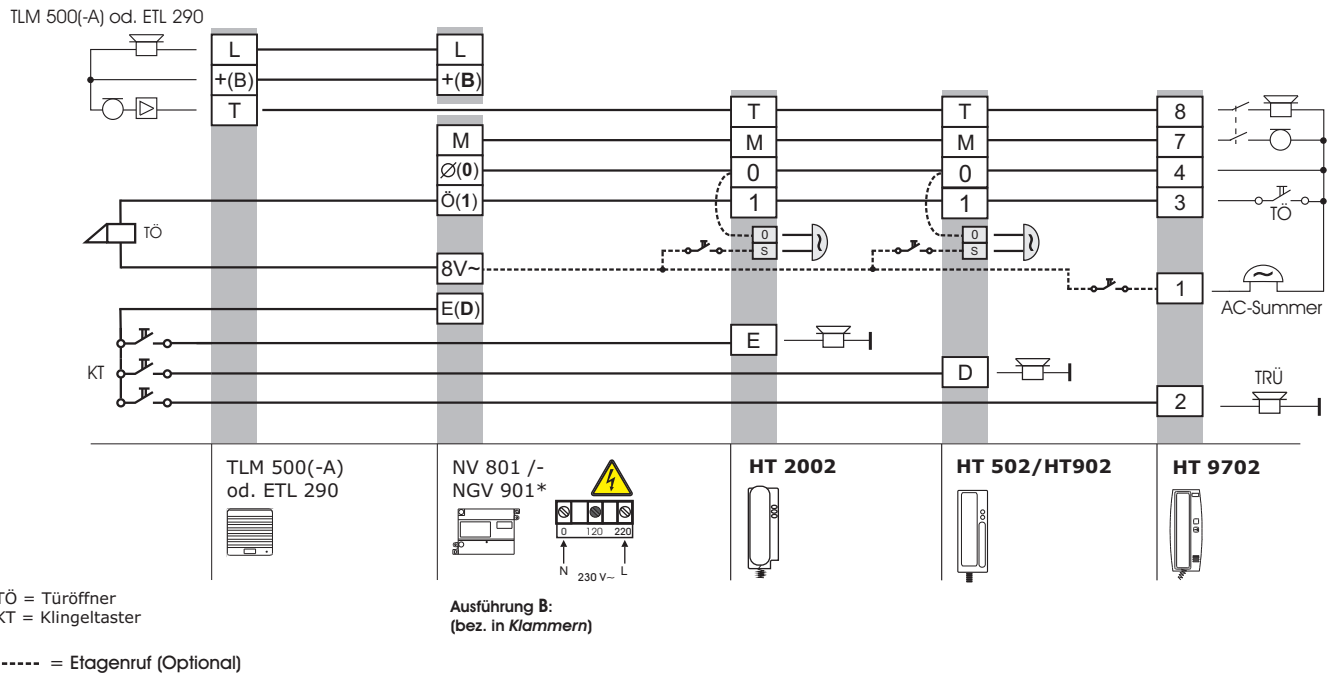 TLM 500(-A) od. ETL 290
L L
+(B) +(B)
T T T 8
M M M 7
Ø(0) 0 0 4
Ö(1) 1 1 3
TÖ
TÖ
0 0
S S
8V~
1
AC-Summer
E(D)
E
KT
D
TRÜ
2
TLM 500(-A)
od. ETL 290
NV 801 /-
NGV 901*
0 120 220
N 230 V~ L
HT 2002
HT 502/HT902
HT 9702
TÖ = Türöffner
KT = Klingeltaster
Ausführung B:
(bez. in Klammern)
= Etagenruf (Optional)